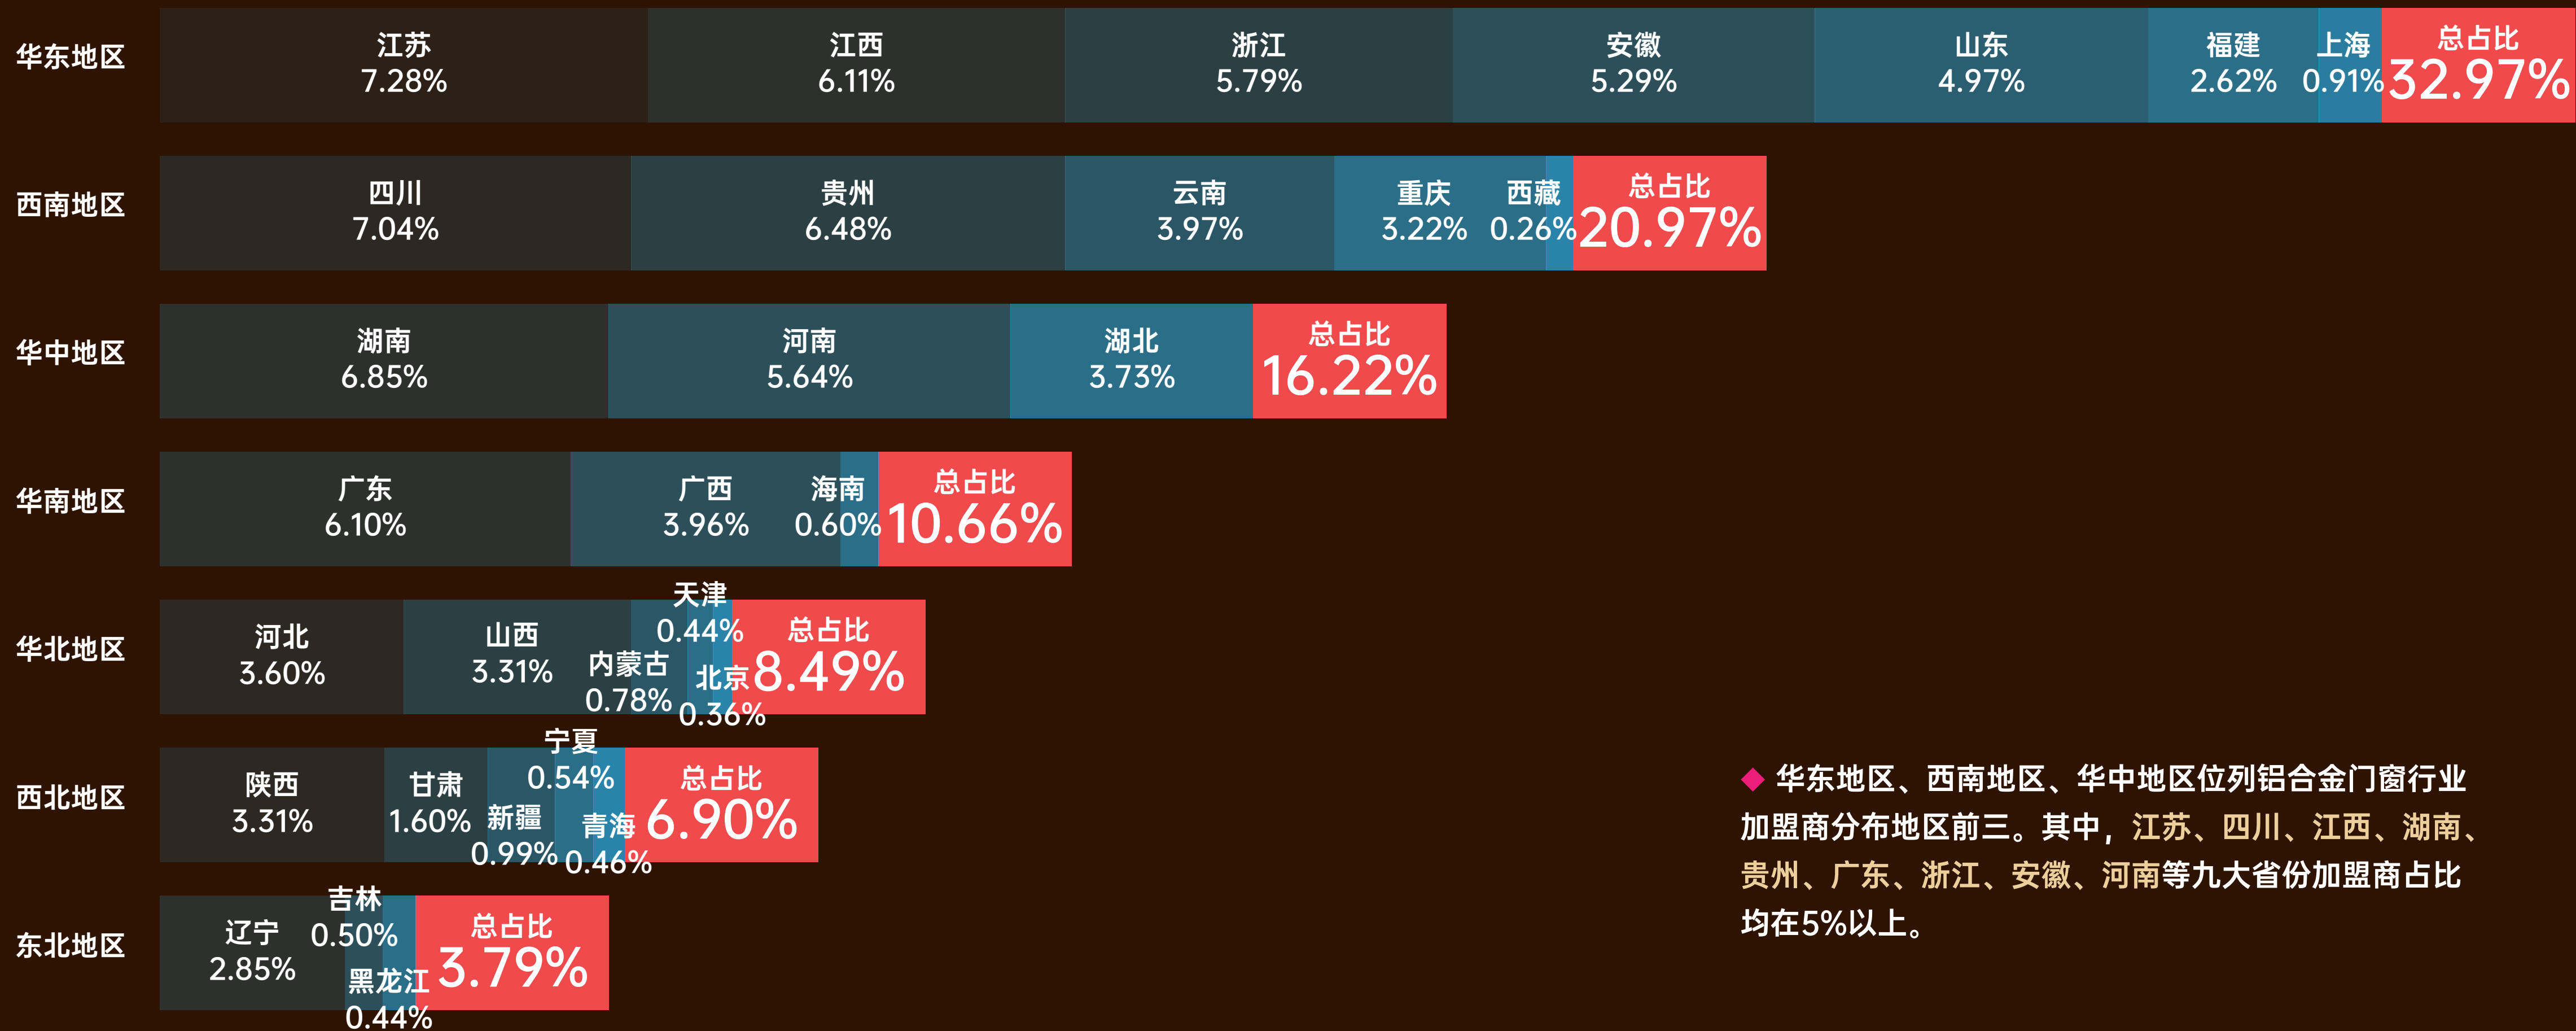 华东地区
江苏
7.28%
江西
6.11%
浙江
5.79%
安徽
5.29%
山东
4.97%
福建
2.62%
上海
0.91%
总占比
32.97%
西南地区
四川
7.04%
贵州
6.48%
云南
3.97%
重庆
3.22%
西藏
0.26%
总占比
20.97%
华中地区
湖南
6.85%
河南
5.64%
湖北
3.73%
总占比
16.22%
华南地区
广东
6.10%
广西
3.96%
海南
0.60%
总占比
10.66%
华北地区
河北
3.60%
山西
3.31%
内蒙古
0.78%
天津
0.44%
北京
0.36%
总占比
8.49%
西北地区
陕西
3.31%
甘肃
1.60%
新疆
0.99%
宁夏
0.54%
青海
0.46%
总占比
6.90%
东北地区
辽宁
2.85%
吉林
0.50%
黑龙江
0.44%
总占比
3.79%
◆ 华东地区、西南地区、华中地区位列铝合金门窗行业
加盟商分布地区前三。其中，江苏、四川、江西、湖南、
贵州、广东、浙江、安徽、河南等九大省份加盟商占比
均在5%以上。